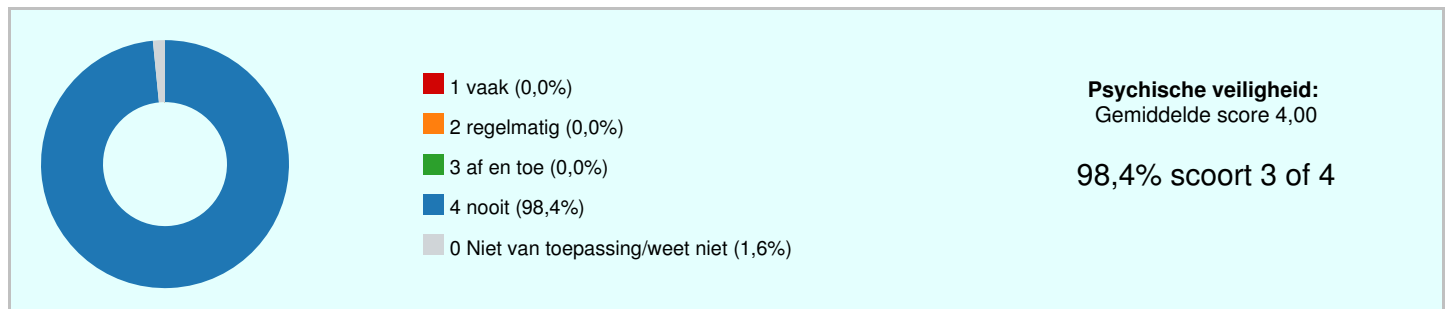 1 vaak (0,0%)
2 regelmatig (0,0%)
3 af en toe (0,0%)
4 nooit (98,4%)
0 Niet van toepassing/weet niet (1,6%)
Psychische veiligheid:
Gemiddelde score 4,00
98,4% scoort 3 of 4